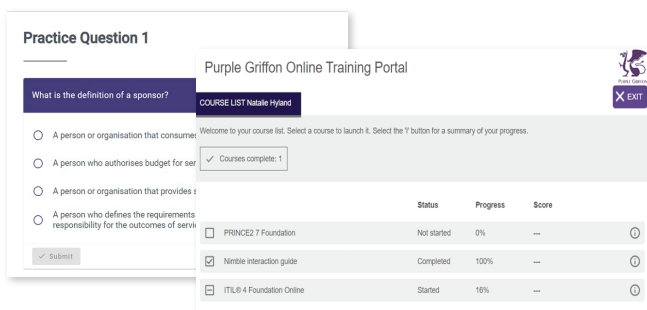 Practice Question 1
What is the definition of a sponsor?
A person or organisation that
A person who authorises budget for
A person or organisation that provides
A person who defines the requirements
responsibility for the outcomes of
Submit
Purple Griffon Online Training Portal
PURPLE GRIFFON
X EXIT
COURSE LIST Natalie Hyland
Welcome to your course list. Select a course to launch it. Select the 'i' button for a summary of your progress.
Courses complete: 1
Status Progress Score
PRINCE2 7 Foundation Not started 0% ---
Nimble interaction guide Completed 100% ---
ITIL® 4 Foundation Online Started 16% ---